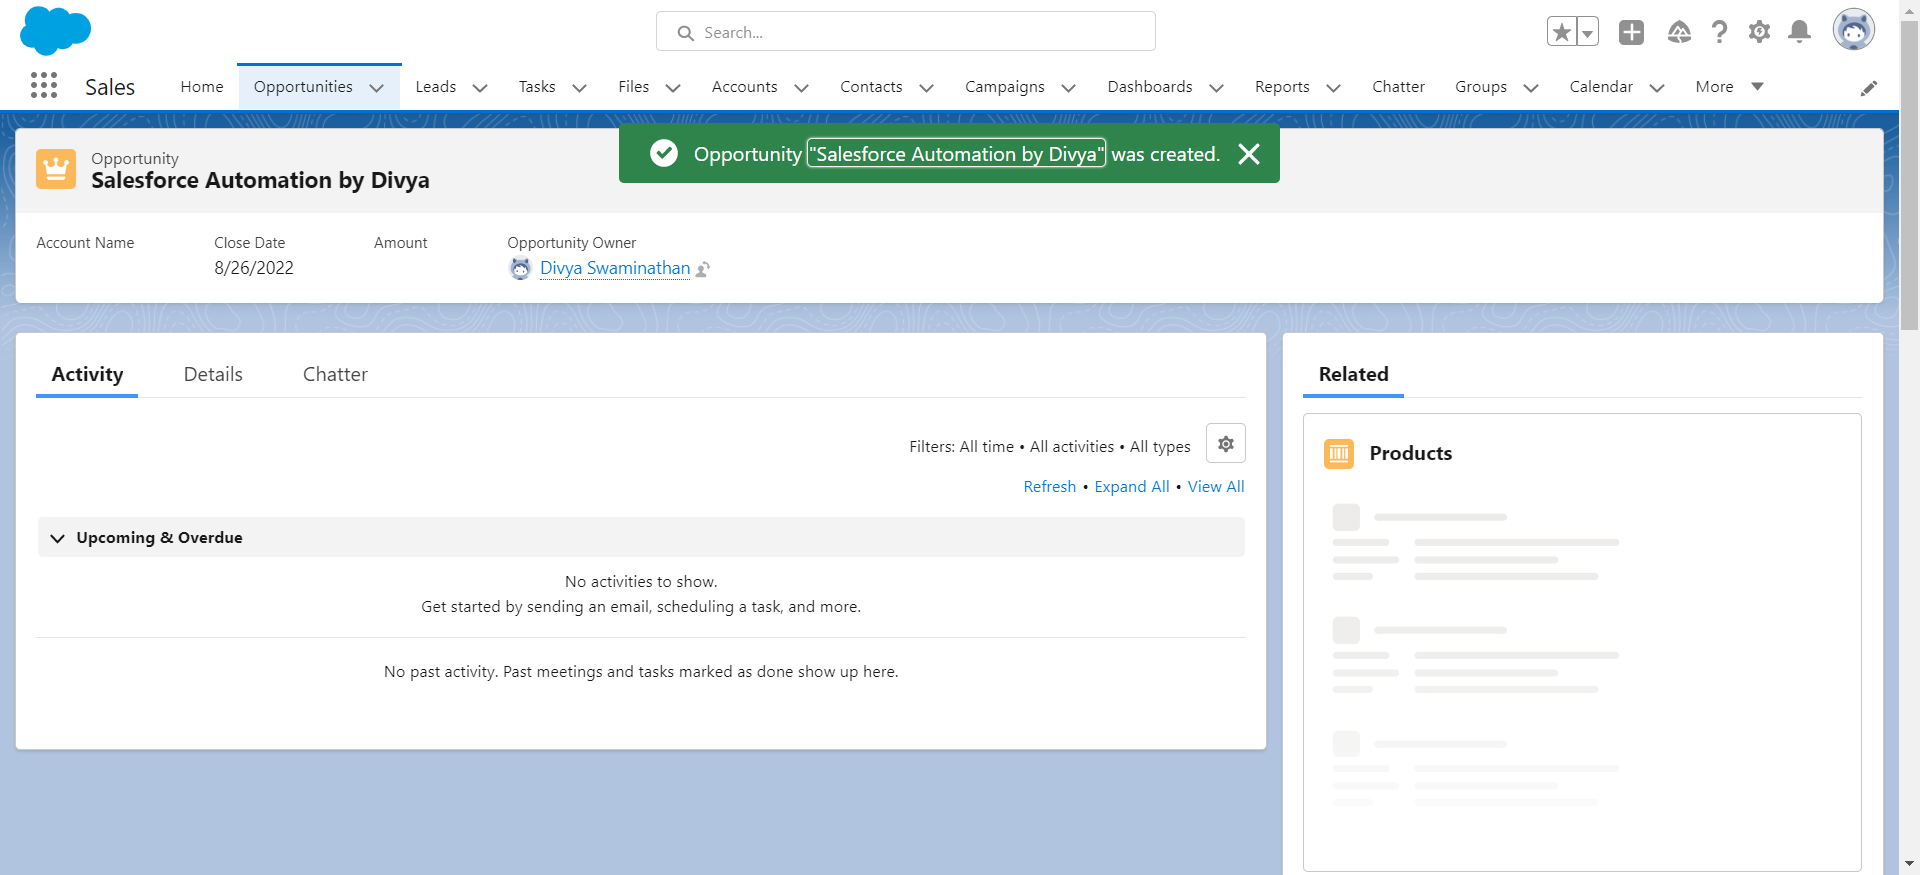 Search...
Sales
Home
Opportunities
Leads
Tasks
Files
Accounts
Contacts
Campaigns
Dashboards
Reports
Chatter
Groups
Calendar
More
Opportunity "Salesforce Automation by Divya" was created.
Opportunity
Salesforce Automation by Divya
Account Name
Close Date
8/26/2022
Amount
Opportunity Owner
Divya Swaminathan
Activity
Details
Chatter
Filters: All time • All activities • All types
Refresh • Expand All • View All
Upcoming & Overdue
No activities to show.
Get started by sending an email, scheduling a task, and more.
No past activity. Past meetings and tasks marked as done show up here.
Related
Products